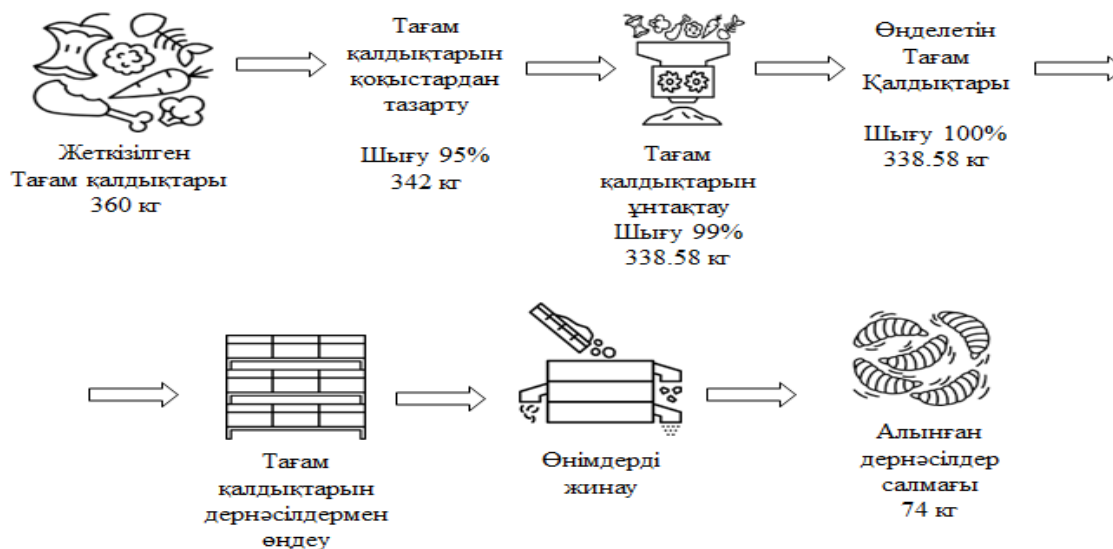 Жеткізілген
Тағам қалдықтары
360 кг
Тағам
қалдықтарын
қоқыстардан
тазарту
Шығу 95%
342 кг
Тағам
қалдықтарын
ұнтақтау
Шығу 99%
338.58 кг
Өңделетін
Тағам
Қалдықтары
Шығу 100%
338.58 кг
Тағам
қалдықтарын
дернәсілдермен
өңдеу
Өнімдерді
жинау
Алынған
дернәсілдер
салмағы
74 кг